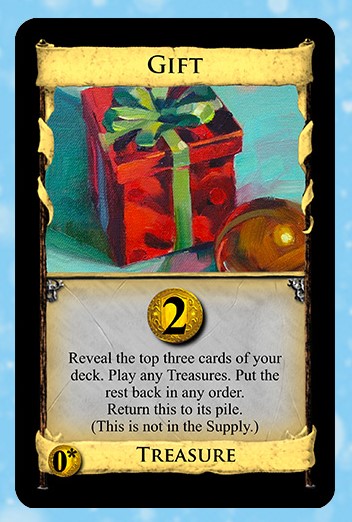 GIFT
2
Reveal the top three cards of your
deck. Play any Treasures. Put the
rest back in any order.
Return this to its pile.
(This is not in the Supply.)
0*
TREASURE